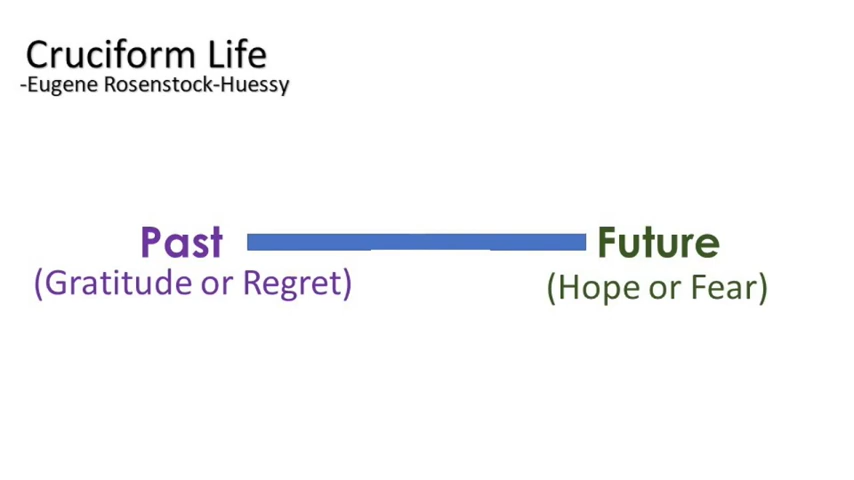 Cruciform Life
-Eugene Rosenstock-Huessy
Past
Future
(Gratitude or Regret)
(Hope or Fear)